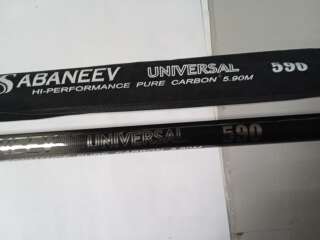 SABANEEV UNIVERSAL 590
HI-PERFORMANCE PURE CARBON 5.90M
UNIVERSAL 590